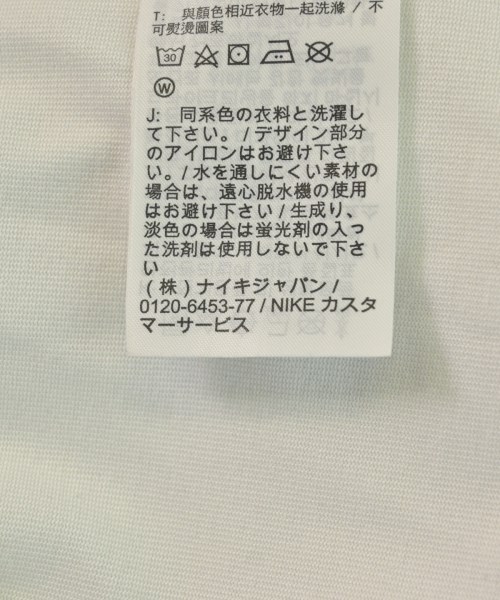 T: 與顏色相近衣物一起洗滌 / 不
可熨燙圖案
30
W
J: 同系色の衣料と洗濯し
て下さい。/ デザイン部分
のアイロンはお避け下さ
い。/ 水を通しにくい素材の
場合は、遠心脱水機の使用
はお避け下さい / 生成り、
淡色の場合は蛍光剤の入っ
た洗剤は使用しないで下さ
い
(株) ナイキジャパン /
0120-6453-77 / NIKE カスタ
マーサービス